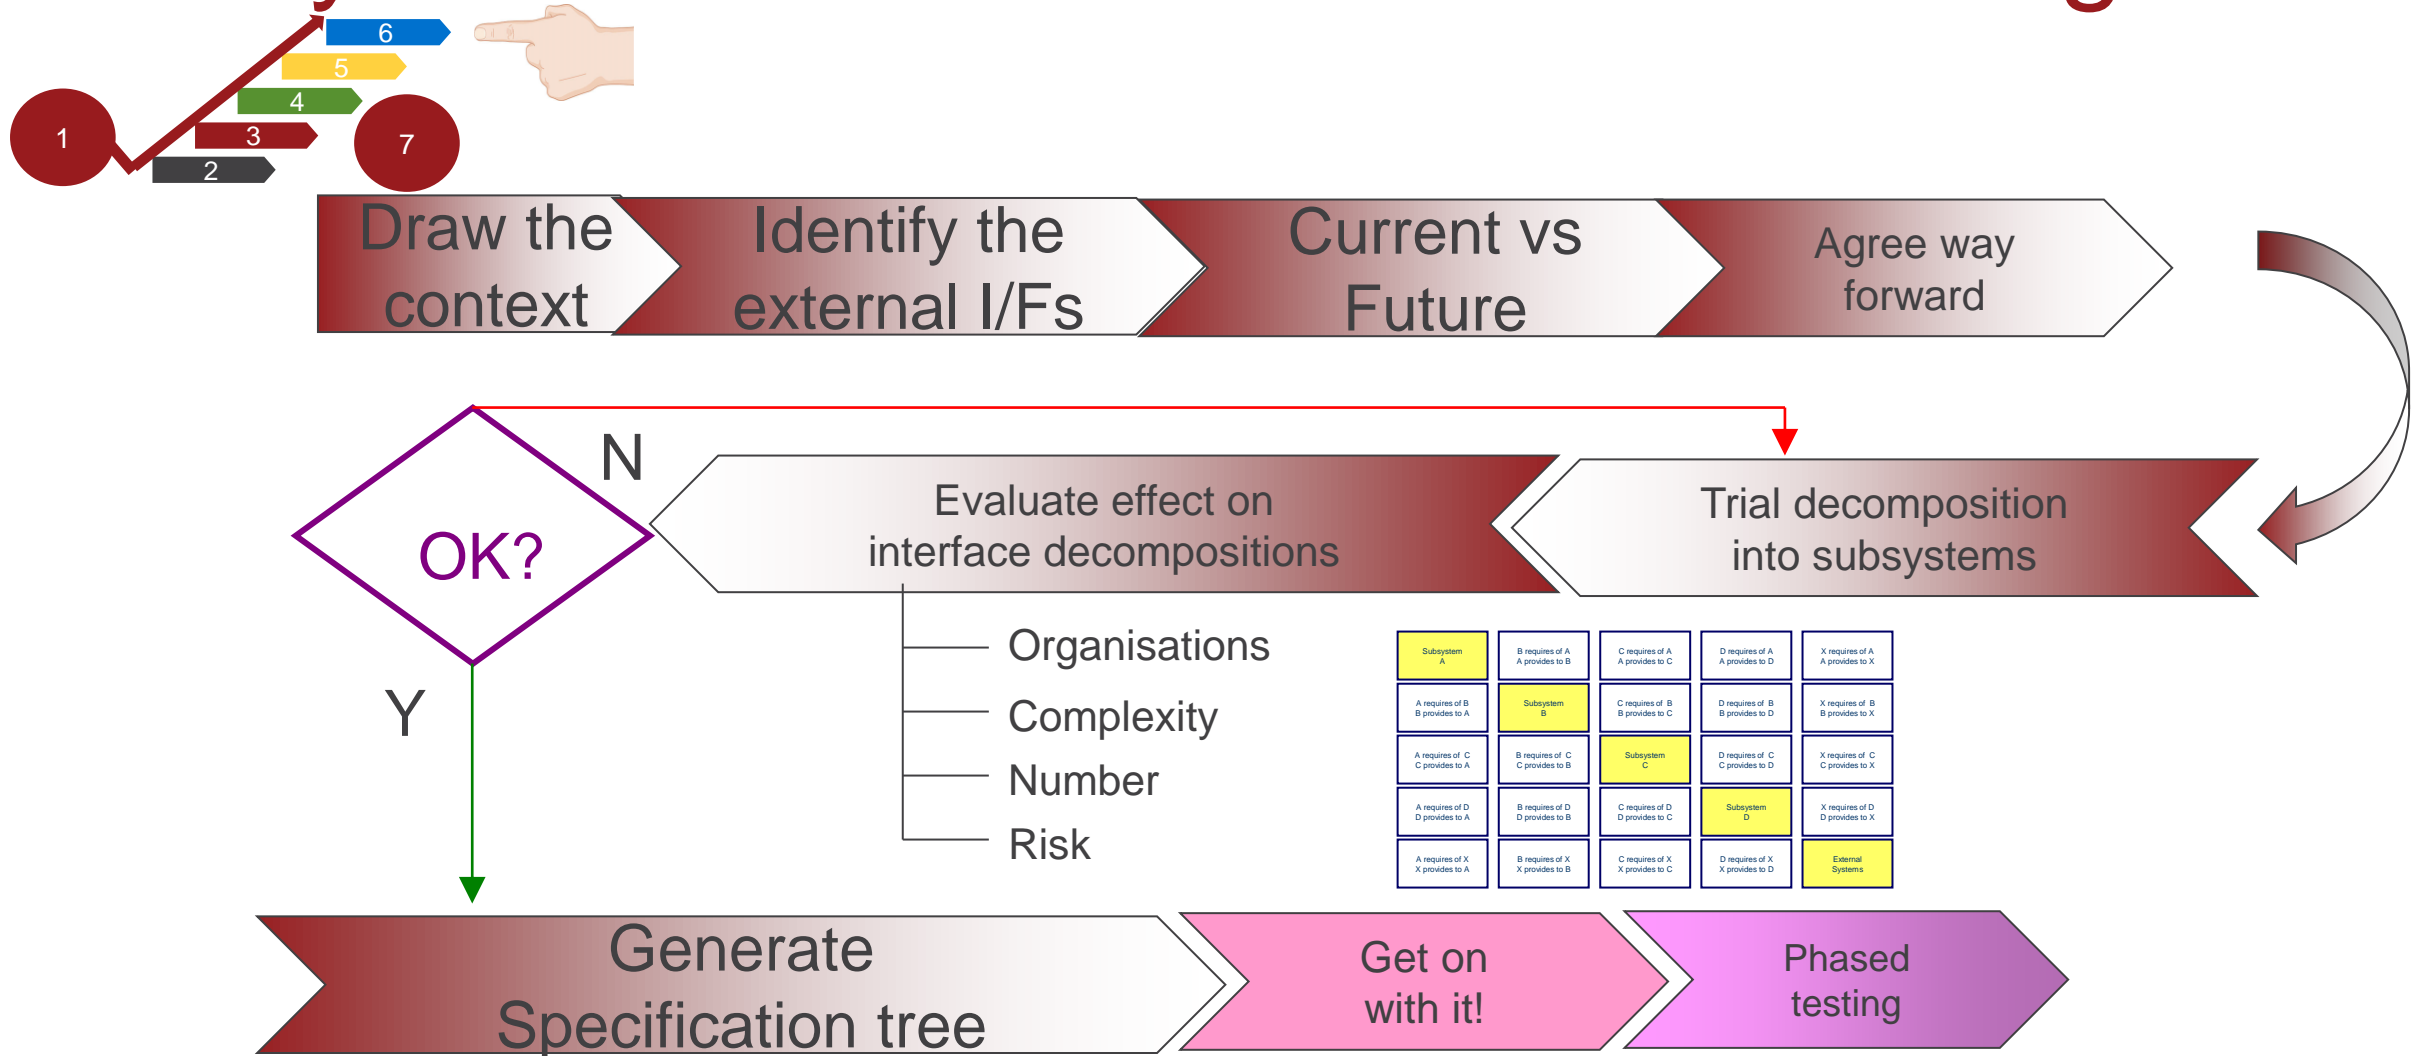 6
5
4
3
2
1
7
Draw the
context
Identify the
external I/Fs
Current vs
Future
Agree way
forward
N
OK?
Y
Evaluate effect on
interface decompositions
Trial decomposition
into subsystems
Organisations
Complexity
Number
Risk
Subsystem
A
B requires of A
A provides to B
C requires of A
A provides to C
D requires of A
A provides to D
X requires of A
A provides to X
A requires of B
B provides to A
Subsystem
B
C requires of B
B provides to C
D requires of B
B provides to D
X requires of B
B provides to X
A requires of C
C provides to A
B requires of C
C provides to B
Subsystem
C
D requires of C
C provides to D
X requires of C
C provides to X
A requires of D
D provides to A
B requires of D
D provides to B
C requires of D
D provides to C
Subsystem
D
X requires of D
D provides to X
A requires of X
X provides to A
B requires of X
X provides to B
C requires of X
X provides to C
D requires of X
X provides to D
External
Systems
Generate
Specification tree
Get on
with it!
Phased
testing